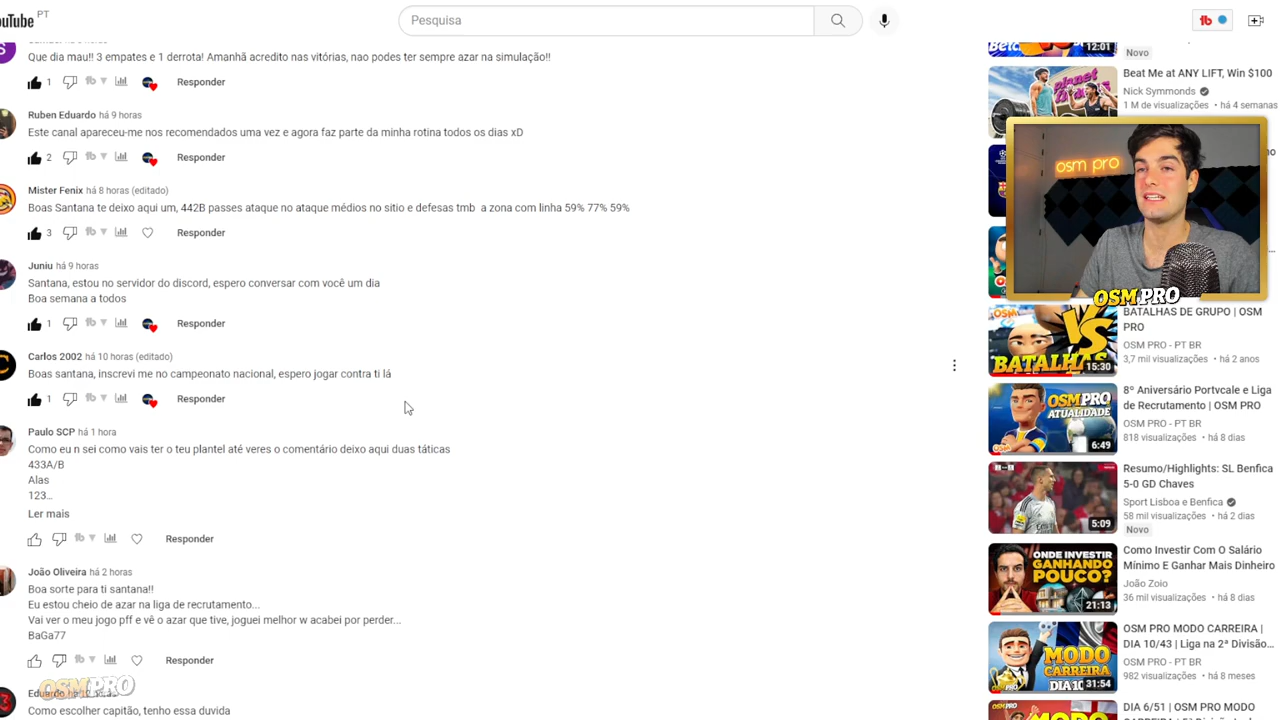 YouTube PT
Pesquisa
Que dia mau!! 3 empates e 1 derrota! Amanhã acredito nas vitórias, nao podes ter sempre azar na simulação!!
1 Responder
Ruben Eduardo há 9 horas
Este canal apareceu-me nos recomendados uma vez e agora faz parte da minha rotina todos os dias xD
2 Responder
Mister Fenix há 8 horas (editado)
Boas Santana te deixo aqui um, 442B passes ataque no ataque médios no sitio e defesas tmb a zona com linha 59% 77% 59%
3 Responder
Juniu há 9 horas
Santana, estou no servidor do discord, espero conversar com você um dia
Boa semana a todos
1 Responder
Carlos 2002 há 10 horas (editado)
Boas santana, inscrevi me no campeonato nacional, espero jogar contra ti lá
1 Responder
Paulo SCP há 1 hora
Como eu n sei como vais ter o teu plantel até veres o comentário deixo aqui duas táticas
433A/B
Alas
123...
Ler mais
Responder
João Oliveira há 2 horas
Boa sorte para ti santana!!
Eu estou cheio de azar na liga de recrutamento...
Vai ver o meu jogo pff e vê o azar que tive, joguei melhor w acabei por perder...
BaGa77
Responder
OSM PRO
Eduardo há
Como escolher capitão, tenho essa duvida
12:01
Novo
Beat Me at ANY LIFT, Win $100
Nick Symmonds
1 M de visualizações • há 4 semanas
osm pro
OSM PRO
BATALHAS DE GRUPO | OSM
PRO
OSM PRO - PT BR
3,7 mil visualizações • há 2 anos
VS
BATALHAS
15:30
8º Aniversário Portvcale e Liga
de Recrutamento | OSM PRO
OSM PRO - PT BR
818 visualizações • há 8 dias
OSM PRO
ATUALIDADE
6:49
Resumo/Highlights: SL Benfica
5-0 GD Chaves
Sport Lisboa e Benfica
58 mil visualizações • há 2 dias
Novo
5:09
Como Investir Com O Salário
Mínimo E Ganhar Mais Dinheiro
João Zoio
36 mil visualizações • há 8 dias
ONDE INVESTIR
GANHANDO
POUCO?
21:13
OSM PRO MODO CARREIRA |
DIA 10/43 | Liga na 2ª Divisão...
OSM PRO - PT BR
982 visualizações • há 8 meses
MODO
CARREIRA
DIA 10
31:54
DIA 6/51 | OSM PRO MODO